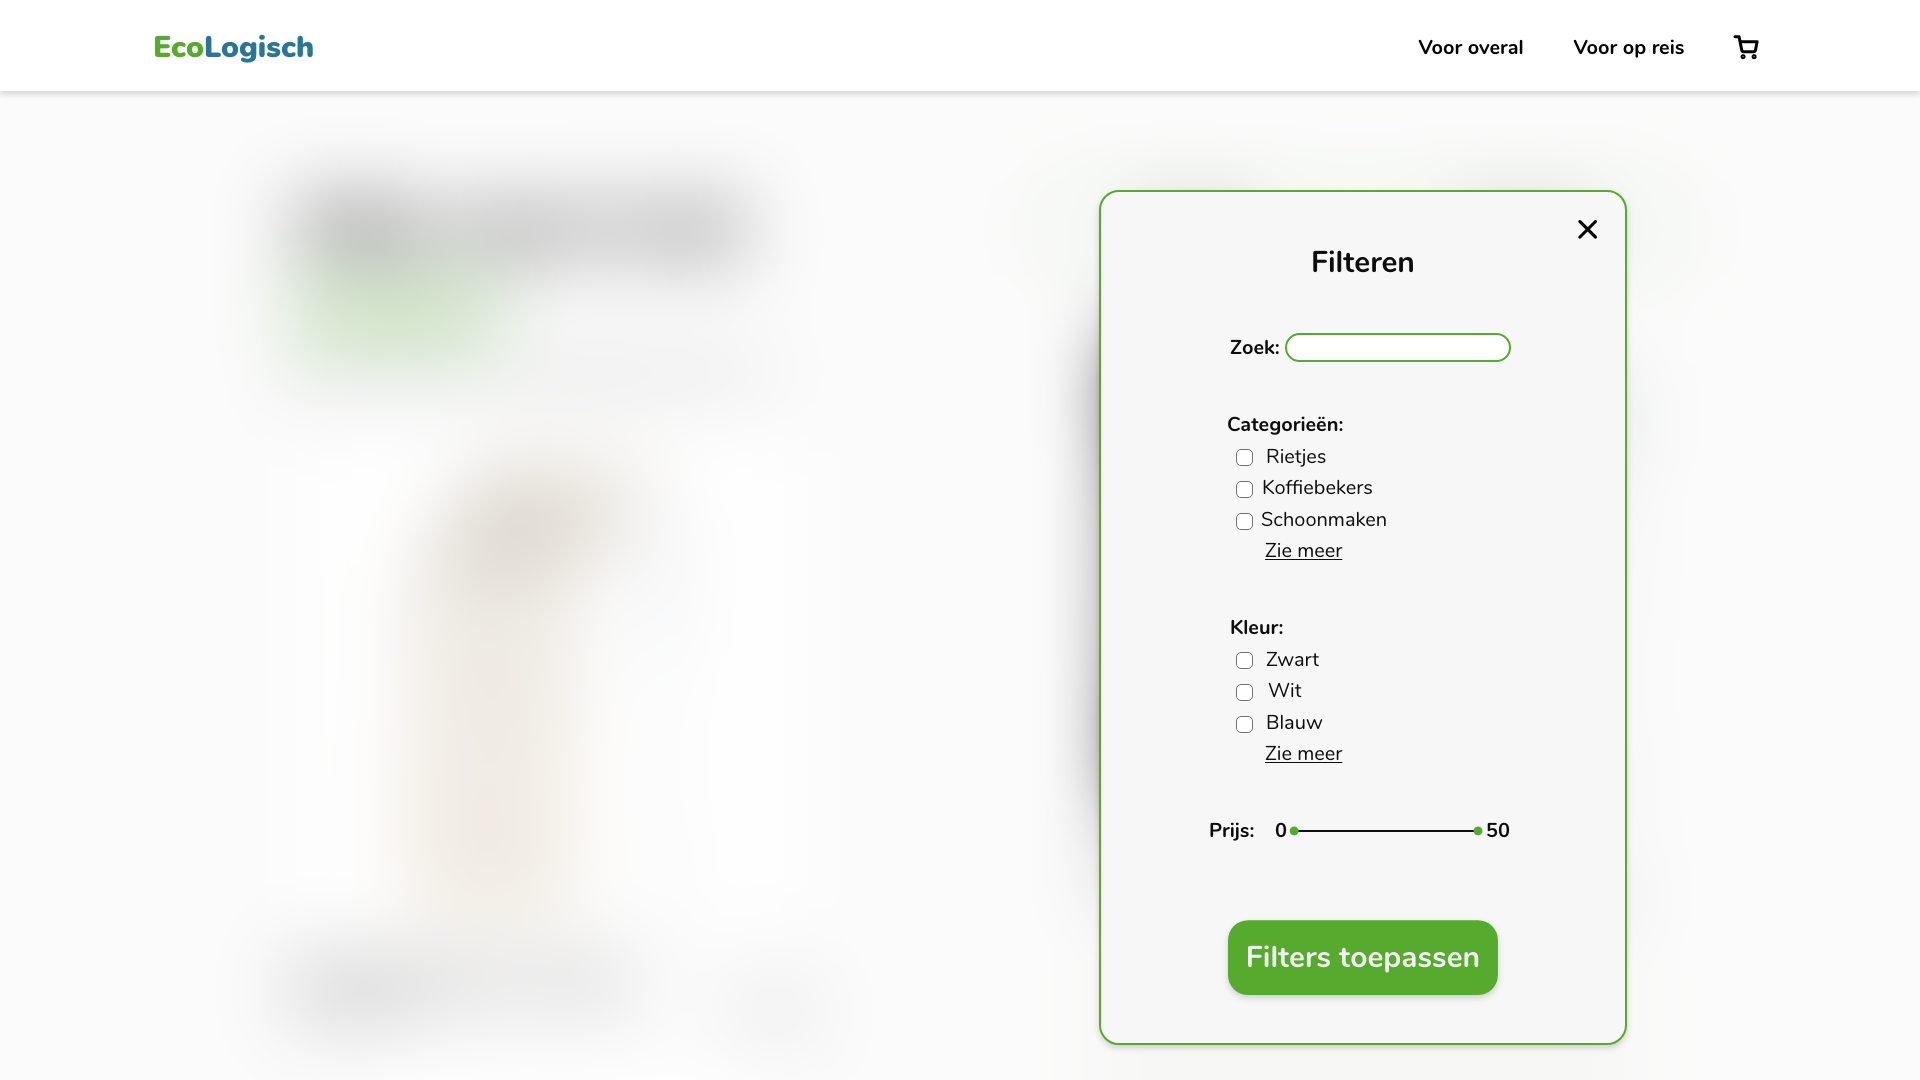 EcoLogisch
Voor overal
Voor op reis
Filteren
Zoek:
Categorieën:
Rietjes
Koffiebekers
Schoonmaken
Zie meer
Kleur:
Zwart
Wit
Blauw
Zie meer
Prijs: 0 50
Filters toepassen